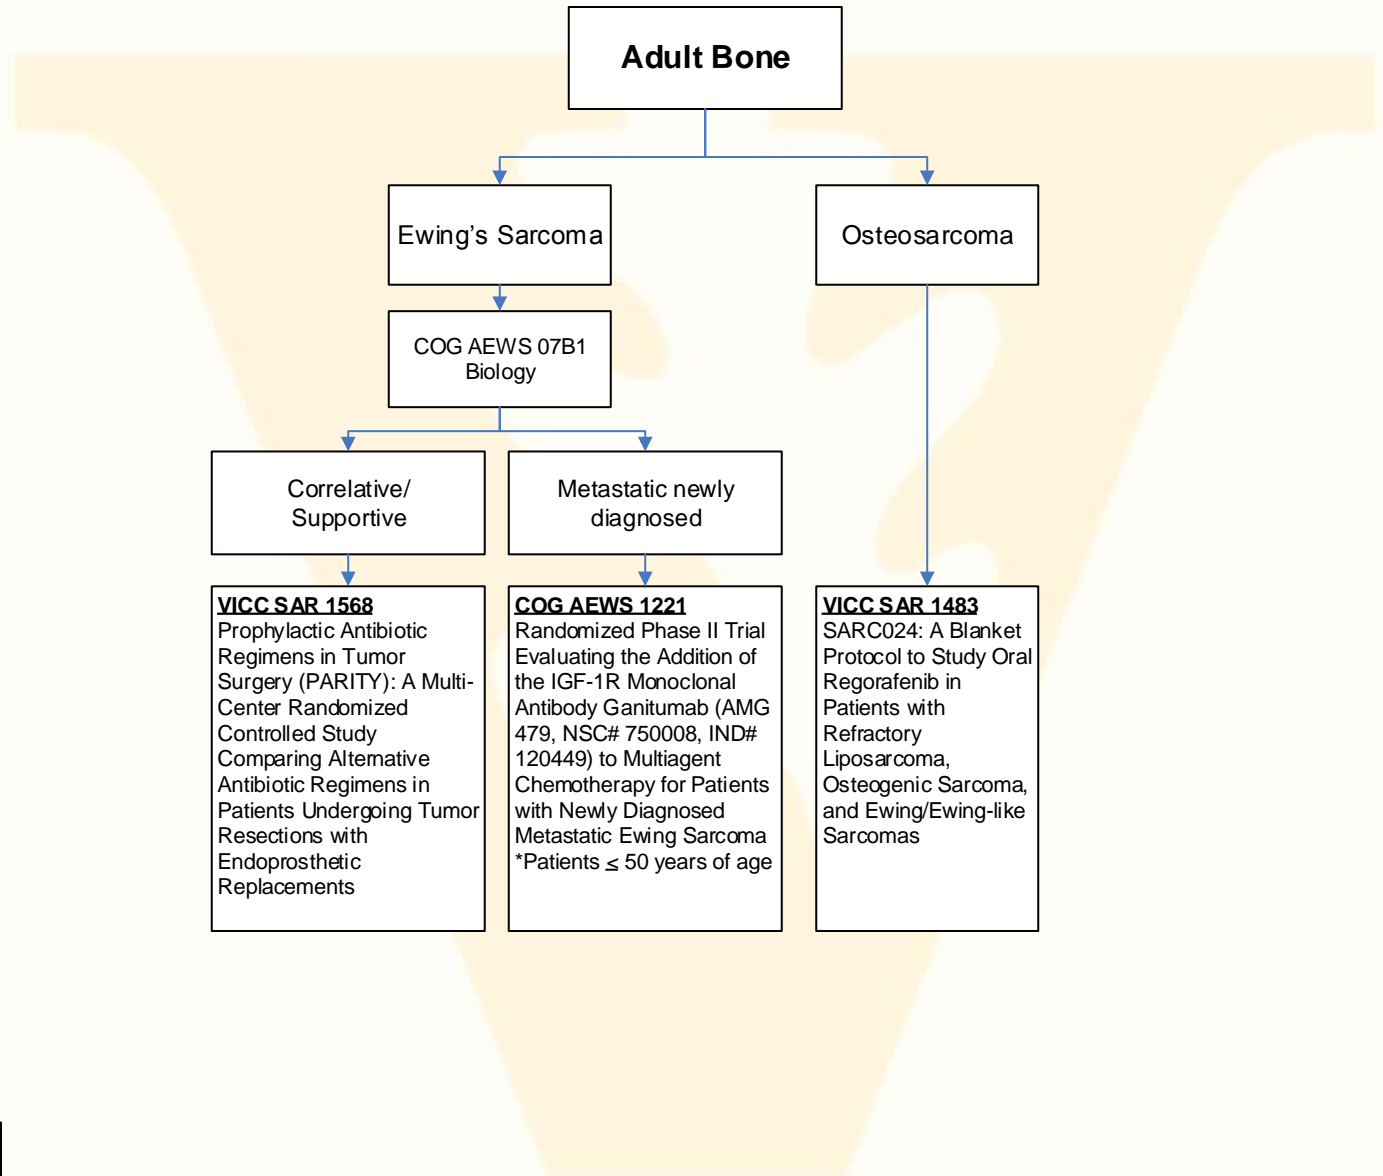 Adult Bone
Ewing's Sarcoma
Osteosarcoma
COG AEWS 07B1
Biology
Correlative/
Supportive
Metastatic newly
diagnosed
VICC SAR 1568
Prophylactic Antibiotic
Regimens in Tumor
Surgery (PARITY): A Multi-
Center Randomized
Controlled Study
Comparing Alternative
Antibiotic Regimens in
Patients Undergoing Tumor
Resections with
Endoprosthetic
Replacements
COG AEWS 1221
Randomized Phase II Trial
Evaluating the Addition of
the IGF-1R Monoclonal
Antibody Ganitumab (AMG
479, NSC# 750008, IND#
120449) to Multiagent
Chemotherapy for Patients
with Newly Diagnosed
Metastatic Ewing Sarcoma
*Patients ≤ 50 years of age
VICC SAR 1483
SARC024: A Blanket
Protocol to Study Oral
Regorafenib in
Patients with
Refractory
Liposarcoma,
Osteogenic Sarcoma,
and Ewing/Ewing-like
Sarcomas